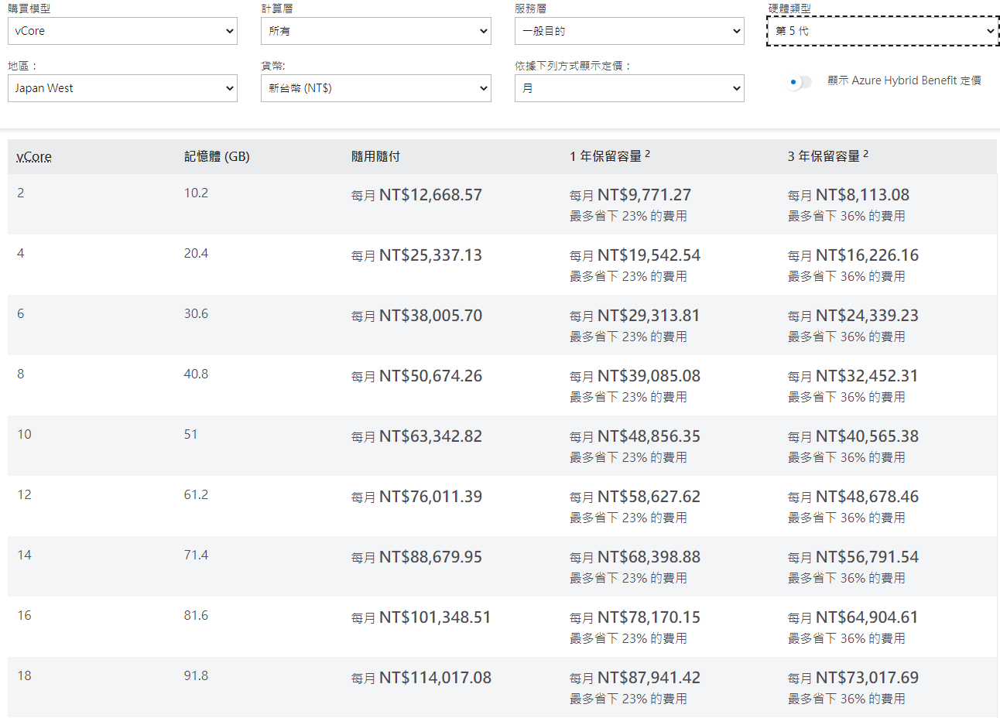 購買模型 計算層 服務層 硬體類型
vCore 所有 一般目的 第 5 代
地區： 貨幣: 依據下列方式顯示定價：
Japan West 新台幣 (NT$) 月 顯示 Azure Hybrid Benefit 定價
vCore 記憶體 (GB) 隨用隨付 1 年保留容量 2 3 年保留容量 2
2 10.2 每月 NT$12,668.57 每月 NT$9,771.27 每月 NT$8,113.08
最多省下 23% 的費用 最多省下 36% 的費用
4 20.4 每月 NT$25,337.13 每月 NT$19,542.54 每月 NT$16,226.16
最多省下 23% 的費用 最多省下 36% 的費用
6 30.6 每月 NT$38,005.70 每月 NT$29,313.81 每月 NT$24,339.23
最多省下 23% 的費用 最多省下 36% 的費用
8 40.8 每月 NT$50,674.26 每月 NT$39,085.08 每月 NT$32,452.31
最多省下 23% 的費用 最多省下 36% 的費用
10 51 每月 NT$63,342.82 每月 NT$48,856.35 每月 NT$40,565.38
最多省下 23% 的費用 最多省下 36% 的費用
12 61.2 每月 NT$76,011.39 每月 NT$58,627.62 每月 NT$48,678.46
最多省下 23% 的費用 最多省下 36% 的費用
14 71.4 每月 NT$88,679.95 每月 NT$68,398.88 每月 NT$56,791.54
最多省下 23% 的費用 最多省下 36% 的費用
16 81.6 每月 NT$101,348.51 每月 NT$78,170.15 每月 NT$64,904.61
最多省下 23% 的費用 最多省下 36% 的費用
18 91.8 每月 NT$114,017.08 每月 NT$87,941.42 每月 NT$73,017.69
最多省下 23% 的費用 最多省下 36% 的費用